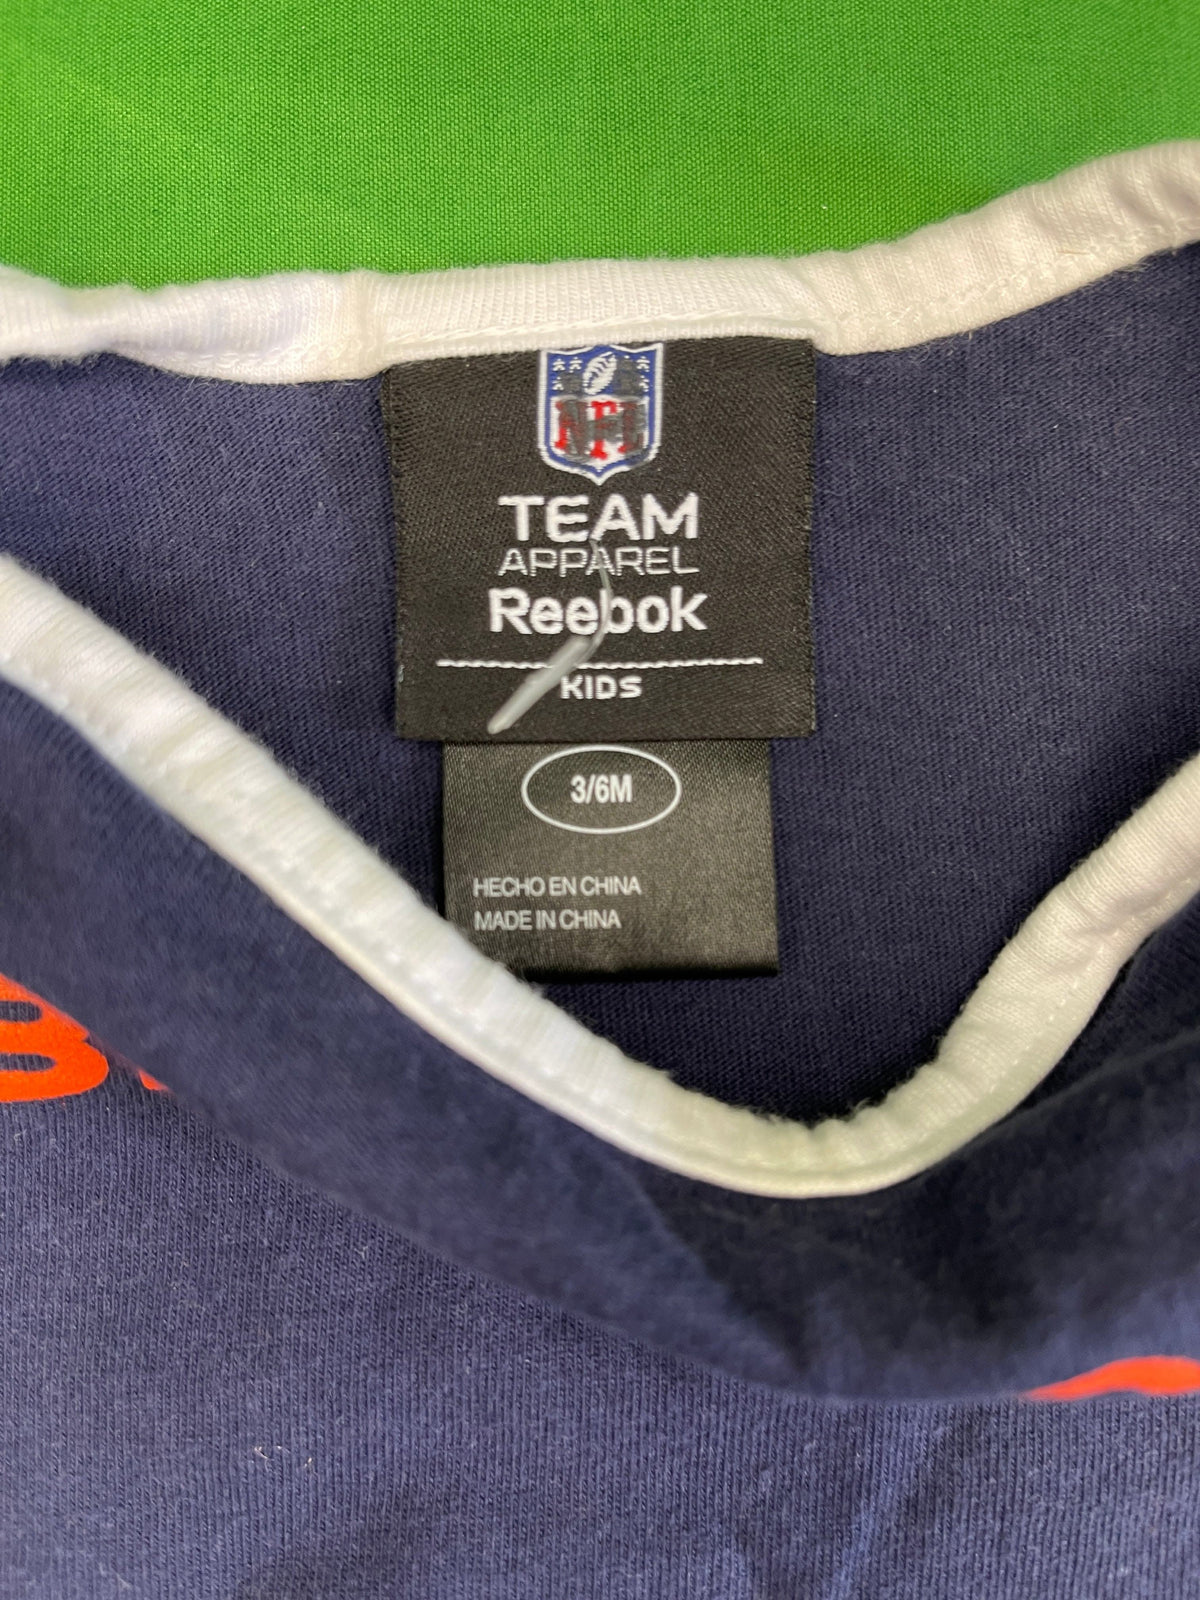 NFL
TEAM
APPAREL
Reebok
KIDS
3/6M
HECHO EN CHINA
MADE IN CHINA
B